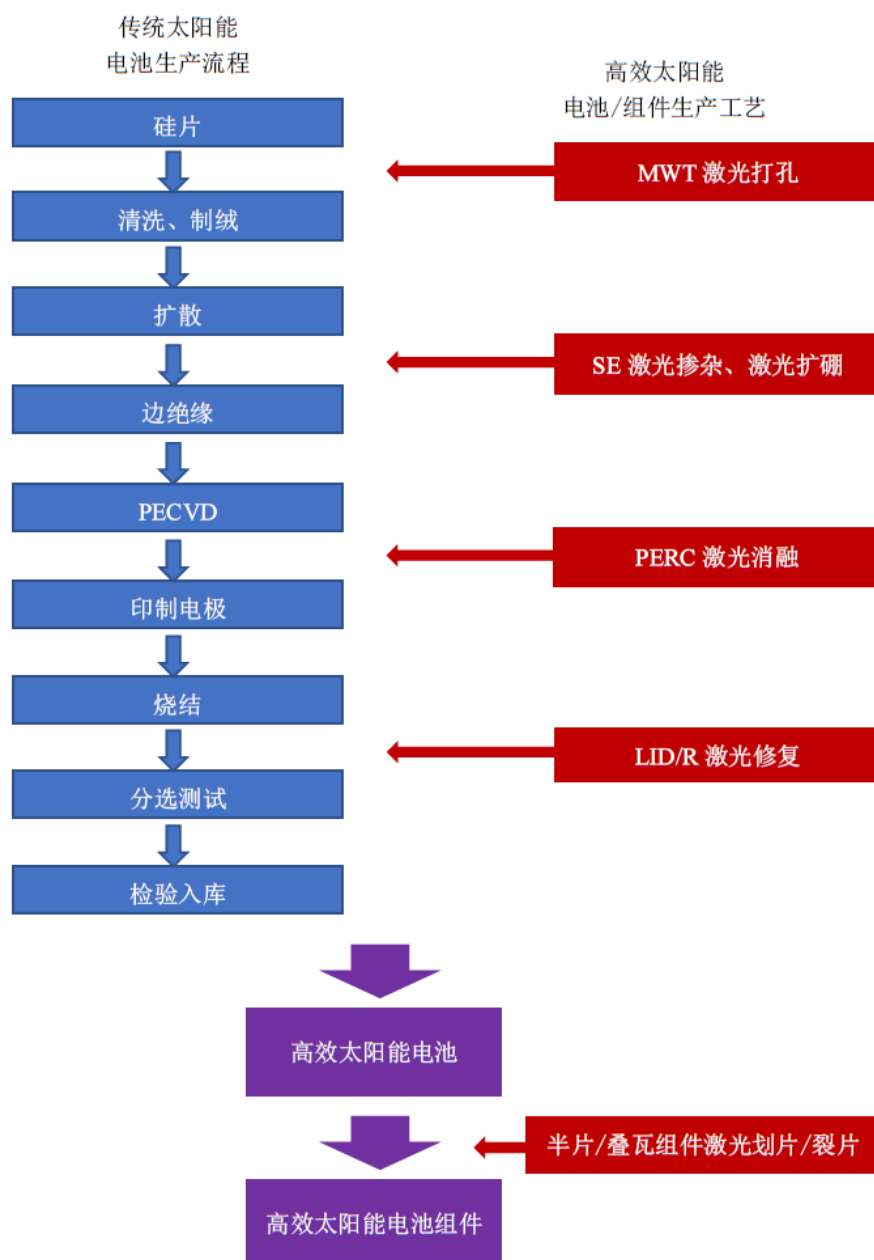 传统太阳能
电池生产流程
高效太阳能
电池/组件生产工艺
硅片
MWT 激光打孔
清洗、制绒
扩散
SE 激光掺杂、激光扩硼
边绝缘
PECVD
PERC 激光消融
印制电极
烧结
LID/R 激光修复
分选测试
检验入库
高效太阳能电池
半片/叠瓦组件激光划片/裂片
高效太阳能电池组件